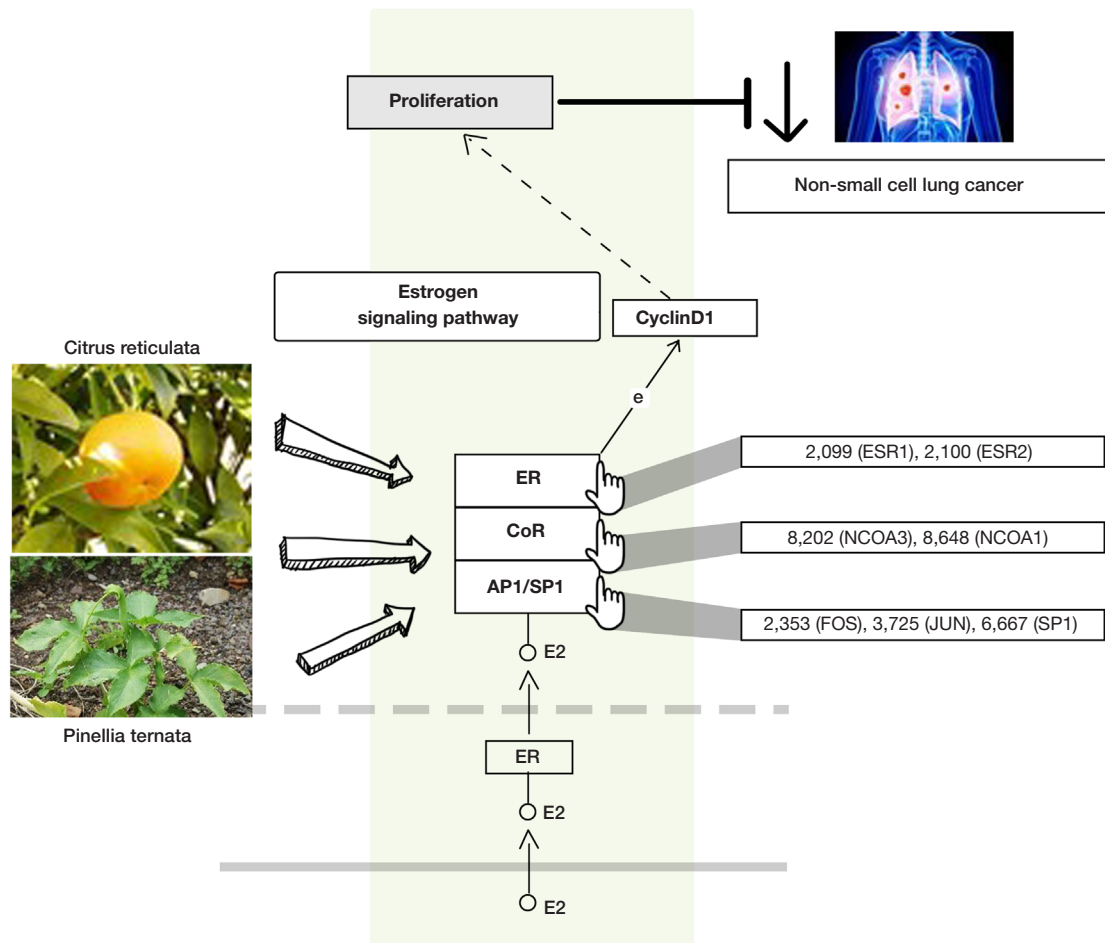 Proliferation
Non-small cell lung cancer
Estrogen
signaling pathway
CyclinD1
Citrus reticulata
e
ER
2,099 (ESR1), 2,100 (ESR2)
CoR
8,202 (NCOA3), 8,648 (NCOA1)
AP1/SP1
2,353 (FOS), 3,725 (JUN), 6,667 (SP1)
E2
Pinellia ternata
ER
E2
E2